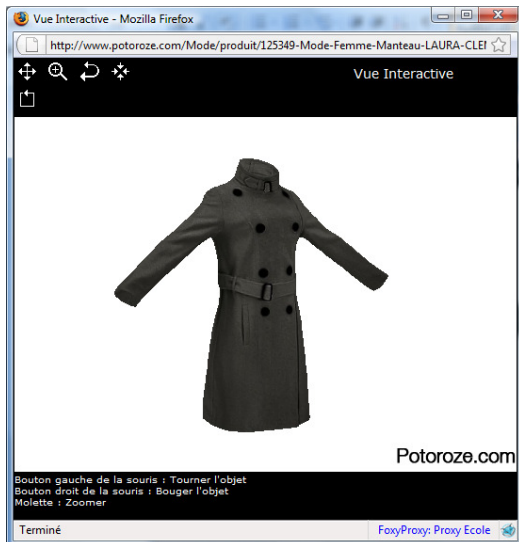 Vue Interactive - Mozilla Firefox
http://www.potoroze.com/Mode/produit/125349-Mode-Femme-Manteau-LAURA-CLEI
Vue Interactive
Potoroze.com
Bouton gauche de la souris : Tourner l'objet
Bouton droit de la souris : Bouger l'objet
Molette : Zoomer
Terminé
FoxyProxy: Proxy Ecole